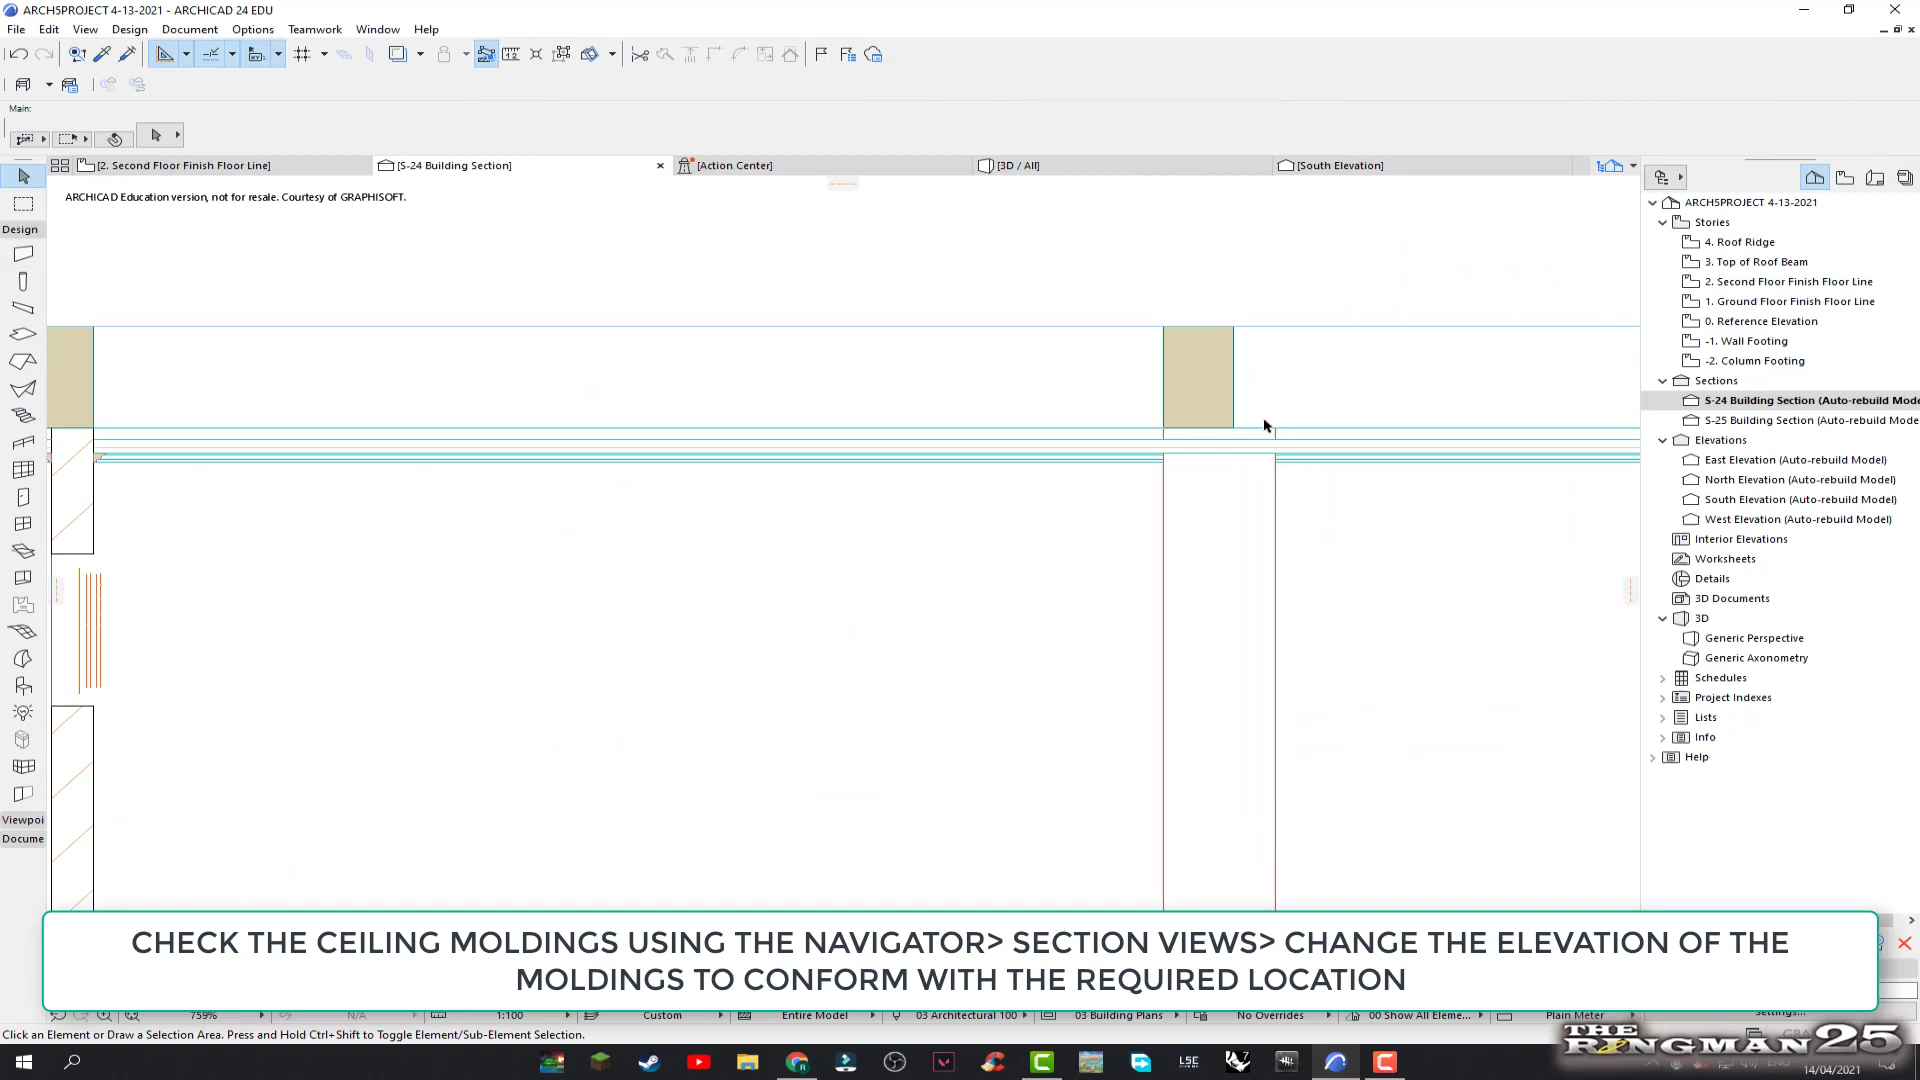 ARCH5PROJECT 4-13-2021 - ARCHICAD 24 EDU
File Edit View Design Document Options Teamwork Window Help
Main:
[2. Second Floor Finish Floor Line] [S-24 Building Section] [Action Center] [3D / All] [South Elevation]
ARCHICAD Education version, not for resale. Courtesy of GRAPHISOFT.
Design
Viewpoi
Docume
ARCH5PROJECT 4-13-2021
Stories
4. Roof Ridge
3. Top of Roof Beam
2. Second Floor Finish Floor Line
1. Ground Floor Finish Floor Line
0. Reference Elevation
-1. Wall Footing
-2. Column Footing
Sections
S-24 Building Section (Auto-rebuild Mode
S-25 Building Section (Auto-rebuild Mode
Elevations
East Elevation (Auto-rebuild Model)
North Elevation (Auto-rebuild Model)
South Elevation (Auto-rebuild Model)
West Elevation (Auto-rebuild Model)
Interior Elevations
Worksheets
Details
3D Documents
3D
Generic Perspective
Generic Axonometry
Schedules
Project Indexes
Lists
Info
Help
CHECK THE CEILING MOLDINGS USING THE NAVIGATOR> SECTION VIEWS> CHANGE THE ELEVATION OF THE
MOLDINGS TO CONFORM WITH THE REQUIRED LOCATION
759% N/A 1:100 Custom Entire Model 03 Architectural 100 03 Building Plans No Overrides 00 Show All Eleme... Plain Meter Settings...
Click an Element or Draw a Selection Area. Press and Hold Ctrl+Shift to Toggle Element/Sub-Element Selection.
THE RINGMAN 25
LSE
14/04/2021